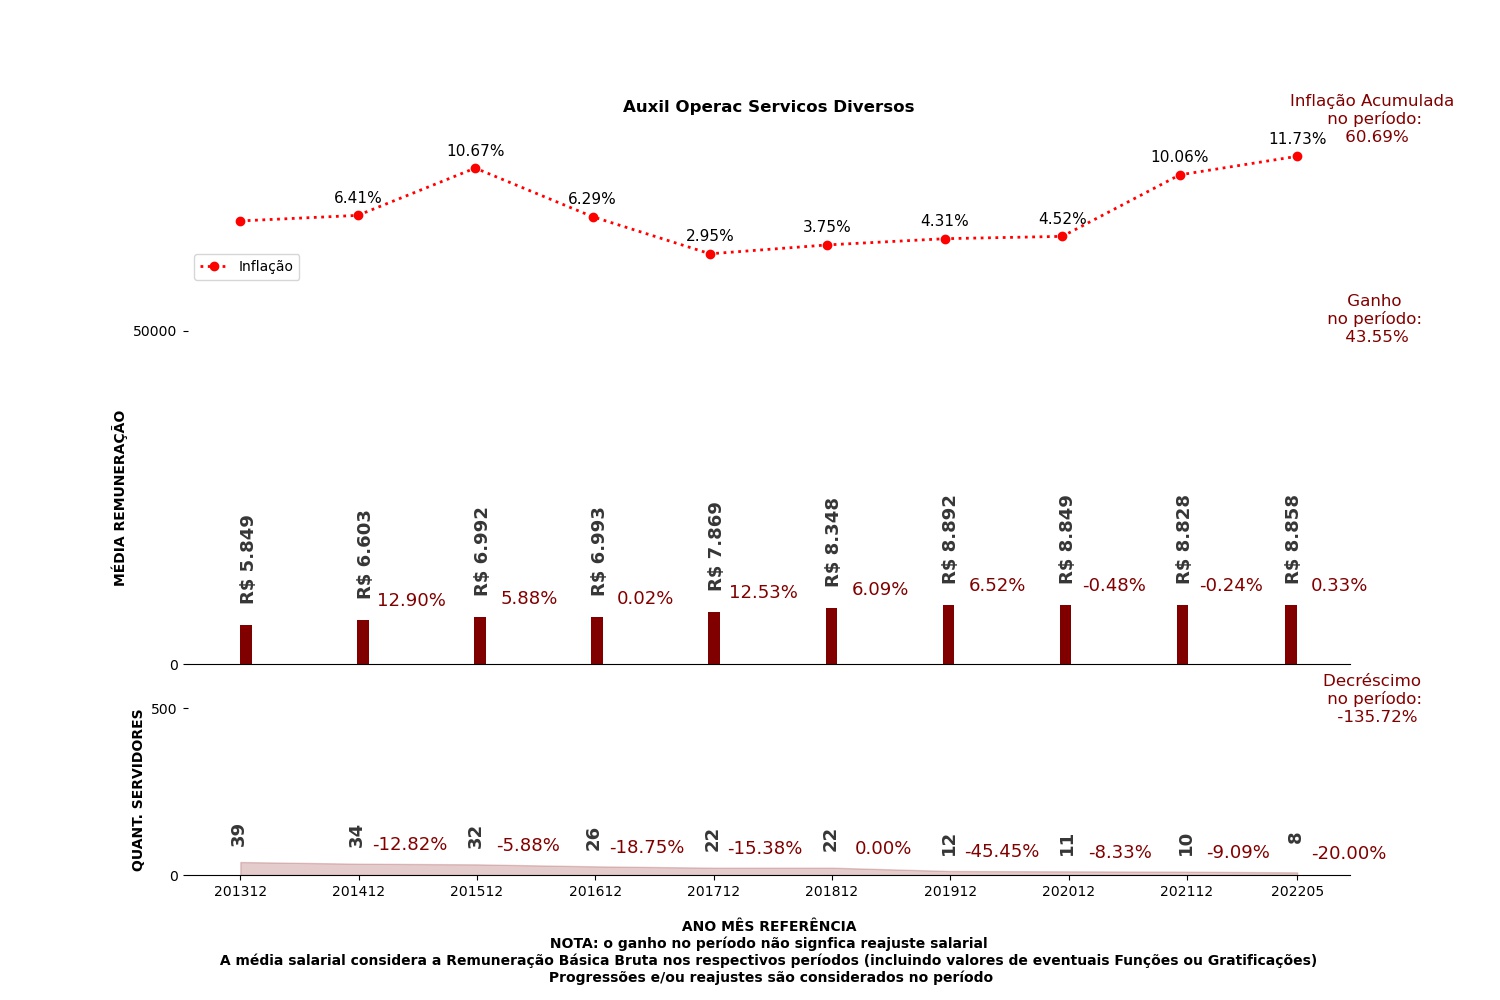 Auxil Operac Servicos Diversos
Inflação Acumulada
no período:
60.69%
6.41%
10.67%
6.29%
2.95%
3.75%
4.31%
4.52%
10.06%
11.73%
Inflação
Ganho
no período:
43.55%
50000
0
MÉDIA REMUNERAÇÃO
R$ 5.849
R$ 6.603
12.90%
R$ 6.992
5.88%
R$ 6.993
0.02%
R$ 7.869
12.53%
R$ 8.348
6.09%
R$ 8.892
6.52%
R$ 8.849
-0.48%
R$ 8.828
-0.24%
R$ 8.858
0.33%
Decréscimo
no período:
-135.72%
500
0
QUANT. SERVIDORES
39
34
-12.82%
32
-5.88%
26
-18.75%
22
-15.38%
22
0.00%
12
-45.45%
11
-8.33%
10
-9.09%
8
-20.00%
201312
201412
201512
201612
201712
201812
201912
202012
202112
202205
ANO MÊS REFERÊNCIA
NOTA: o ganho no período não signfica reajuste salarial
A média salarial considera a Remuneração Básica Bruta nos respectivos períodos (incluindo valores de eventuais Funções ou Gratificações)
Progressões e/ou reajustes são considerados no período